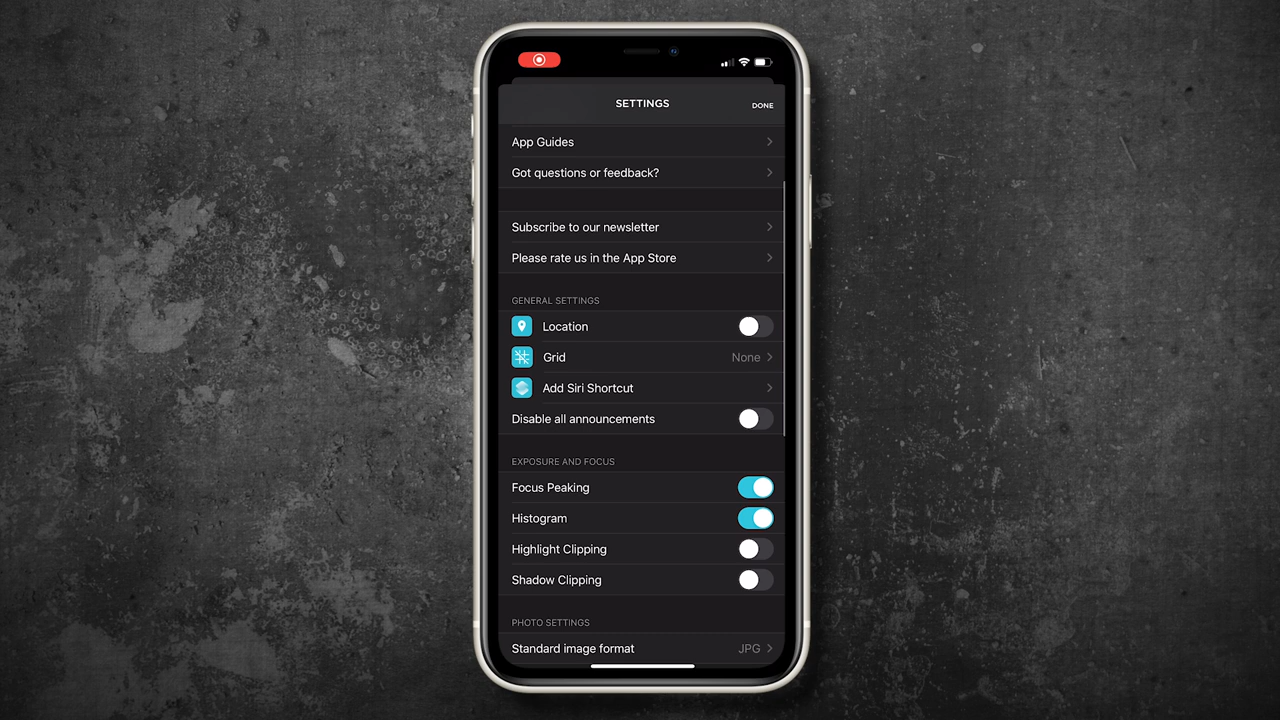 SETTINGS
DONE
App Guides
Got questions or feedback?
Subscribe to our newsletter
Please rate us in the App Store
GENERAL SETTINGS
Location
Grid None
Add Siri Shortcut
Disable all announcements
EXPOSURE AND FOCUS
Focus Peaking
Histogram
Highlight Clipping
Shadow Clipping
PHOTO SETTINGS
Standard image format JPG